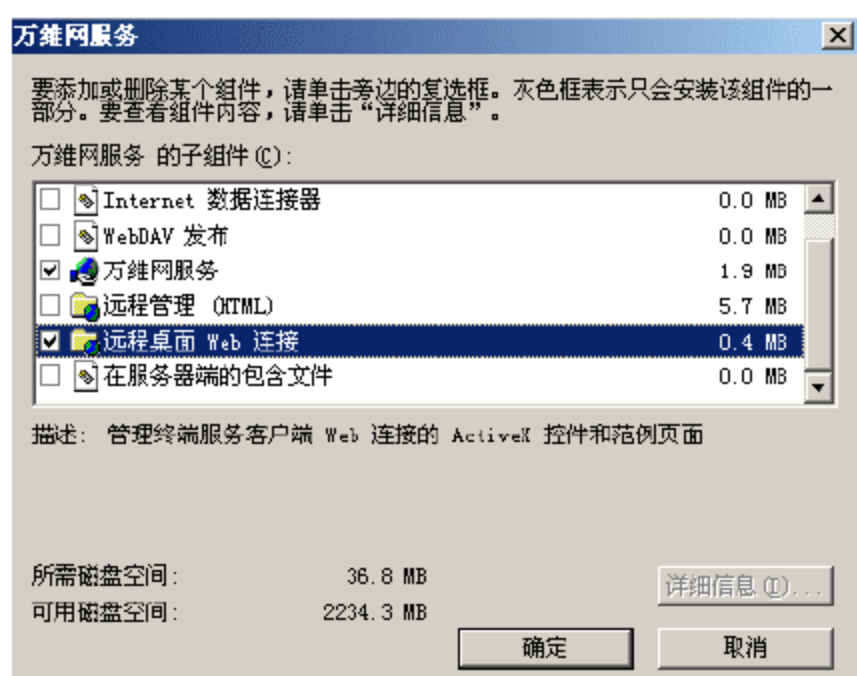 万维网服务
要添加或删除某个组件，请单击旁边的复选框。灰色框表示只会安装该组件的一
部分。要查看组件内容，请单击“详细信息”。
万维网服务 的子组件(C):
Internet 数据连接器 0.0 MB
WebDAV 发布 0.0 MB
万维网服务 1.9 MB
远程管理 (HTML) 5.7 MB
远程桌面 Web 连接 0.4 MB
在服务器端的包含文件 0.0 MB
描述: 管理终端服务客户端 Web 连接的 ActiveX 控件和范例页面
所需磁盘空间: 36.8 MB
详细信息(D)...
可用磁盘空间: 2234.3 MB
确定 取消